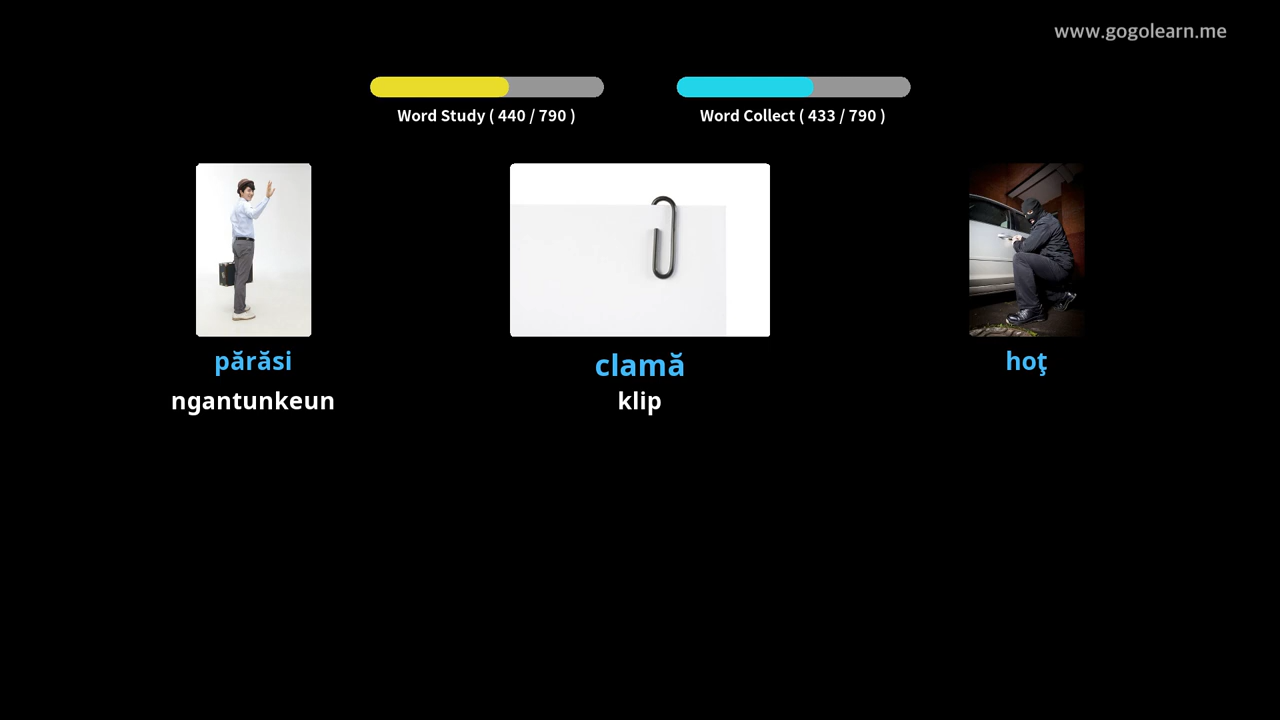 www.gogolearn.me
Word Study ( 440 / 790 )
Word Collect ( 433 / 790 )
părăsi
clamă
hoţ
ngantunkeun
klip